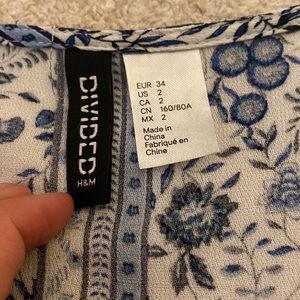 DIVIDED
H&M
EUR 34
US 2
CA 2
CN 160/80A
MX 2
Made in
China
Fabriqué en
Chine